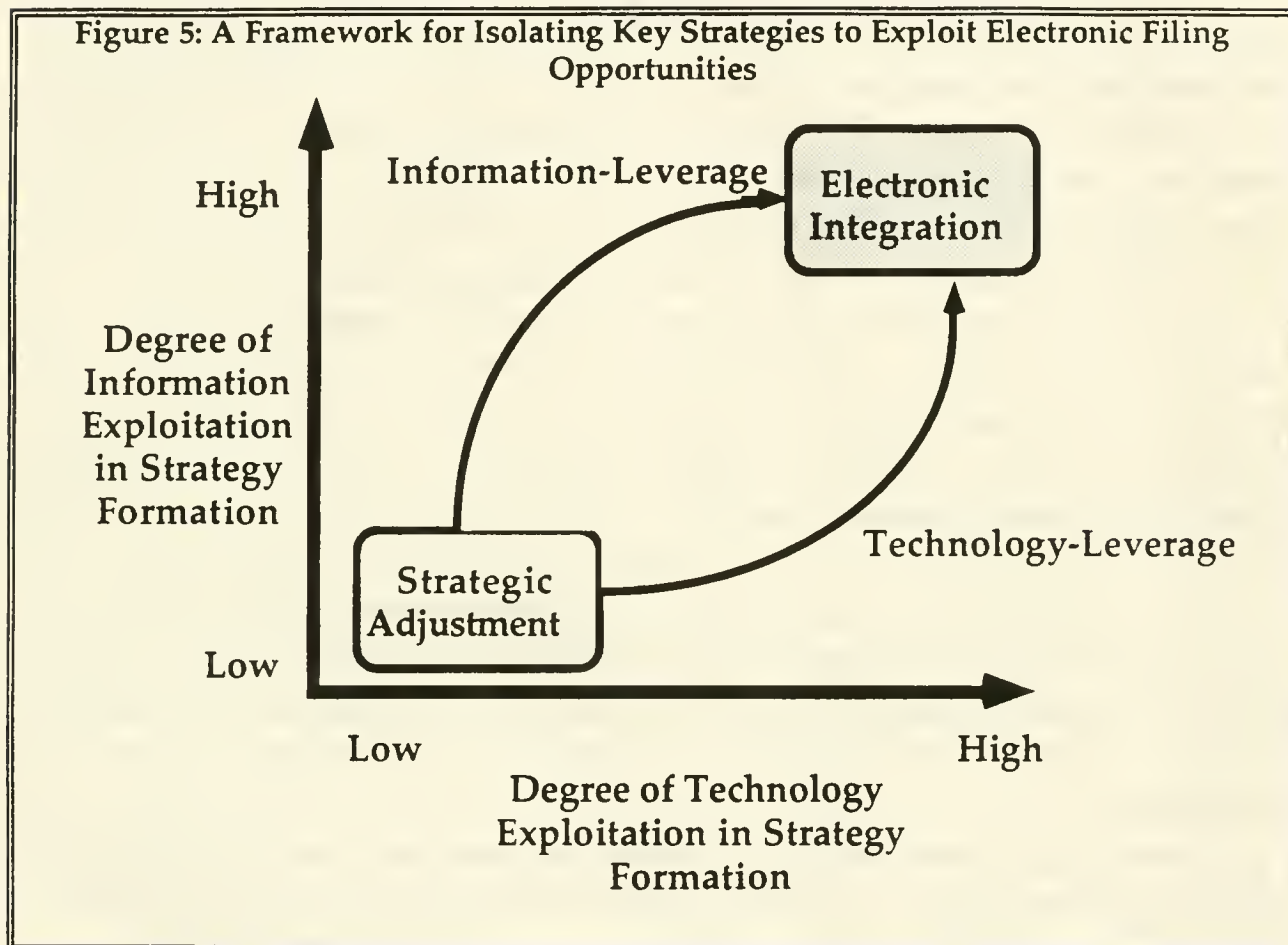 Figure 5: A Framework for Isolating Key Strategies to Exploit Electronic Filing
Opportunities
High
Information-Leverage
Electronic
Integration
Degree of
Information
Exploitation
in Strategy
Formation
Technology-Leverage
Strategic
Adjustment
Low
Low
High
Degree of Technology
Exploitation in Strategy
Formation